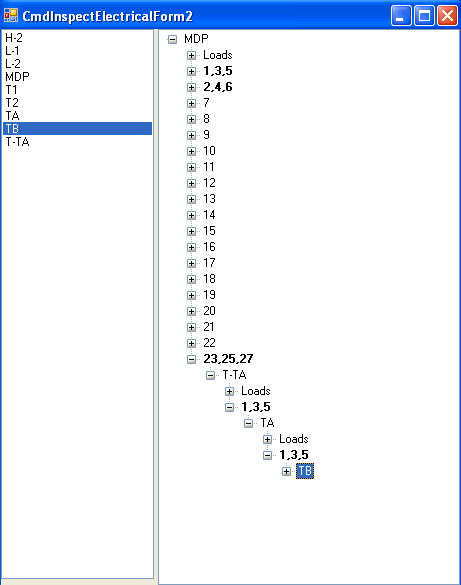 CmdInspectElectricalForm2
H-2
L-1
L-2
MDP
T1
T2
TA
TB
T-TA
MDP
Loads
1,3,5
2,4,6
7
8
9
10
11
12
13
14
15
16
17
18
19
20
21
22
23,25,27
T-TA
Loads
1,3,5
TA
Loads
1,3,5
TB